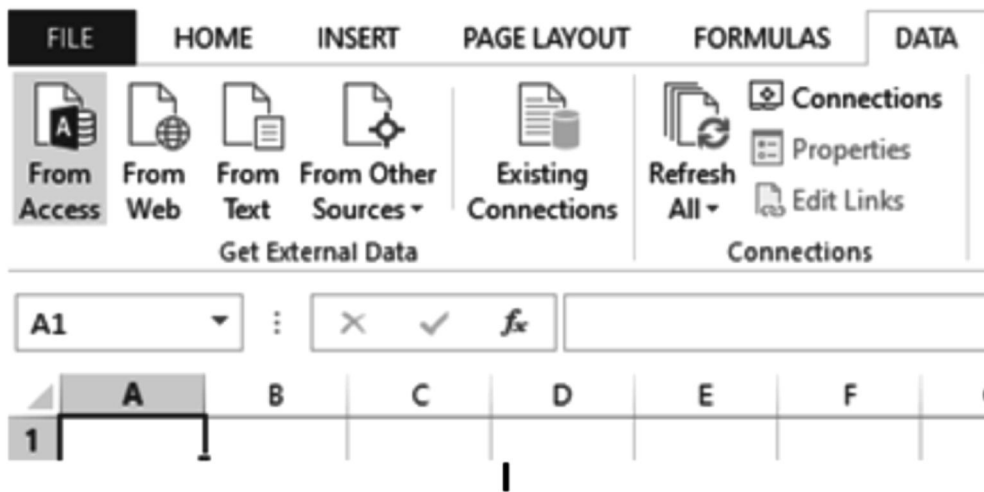 FILE HOME INSERT PAGE LAYOUT FORMULAS DATA
From Access
From Web
From Text
From Other Sources
Existing Connections
Refresh All
Connections
Properties
Edit Links
Get External Data
Connections
A1 fx
A B C D E F
1